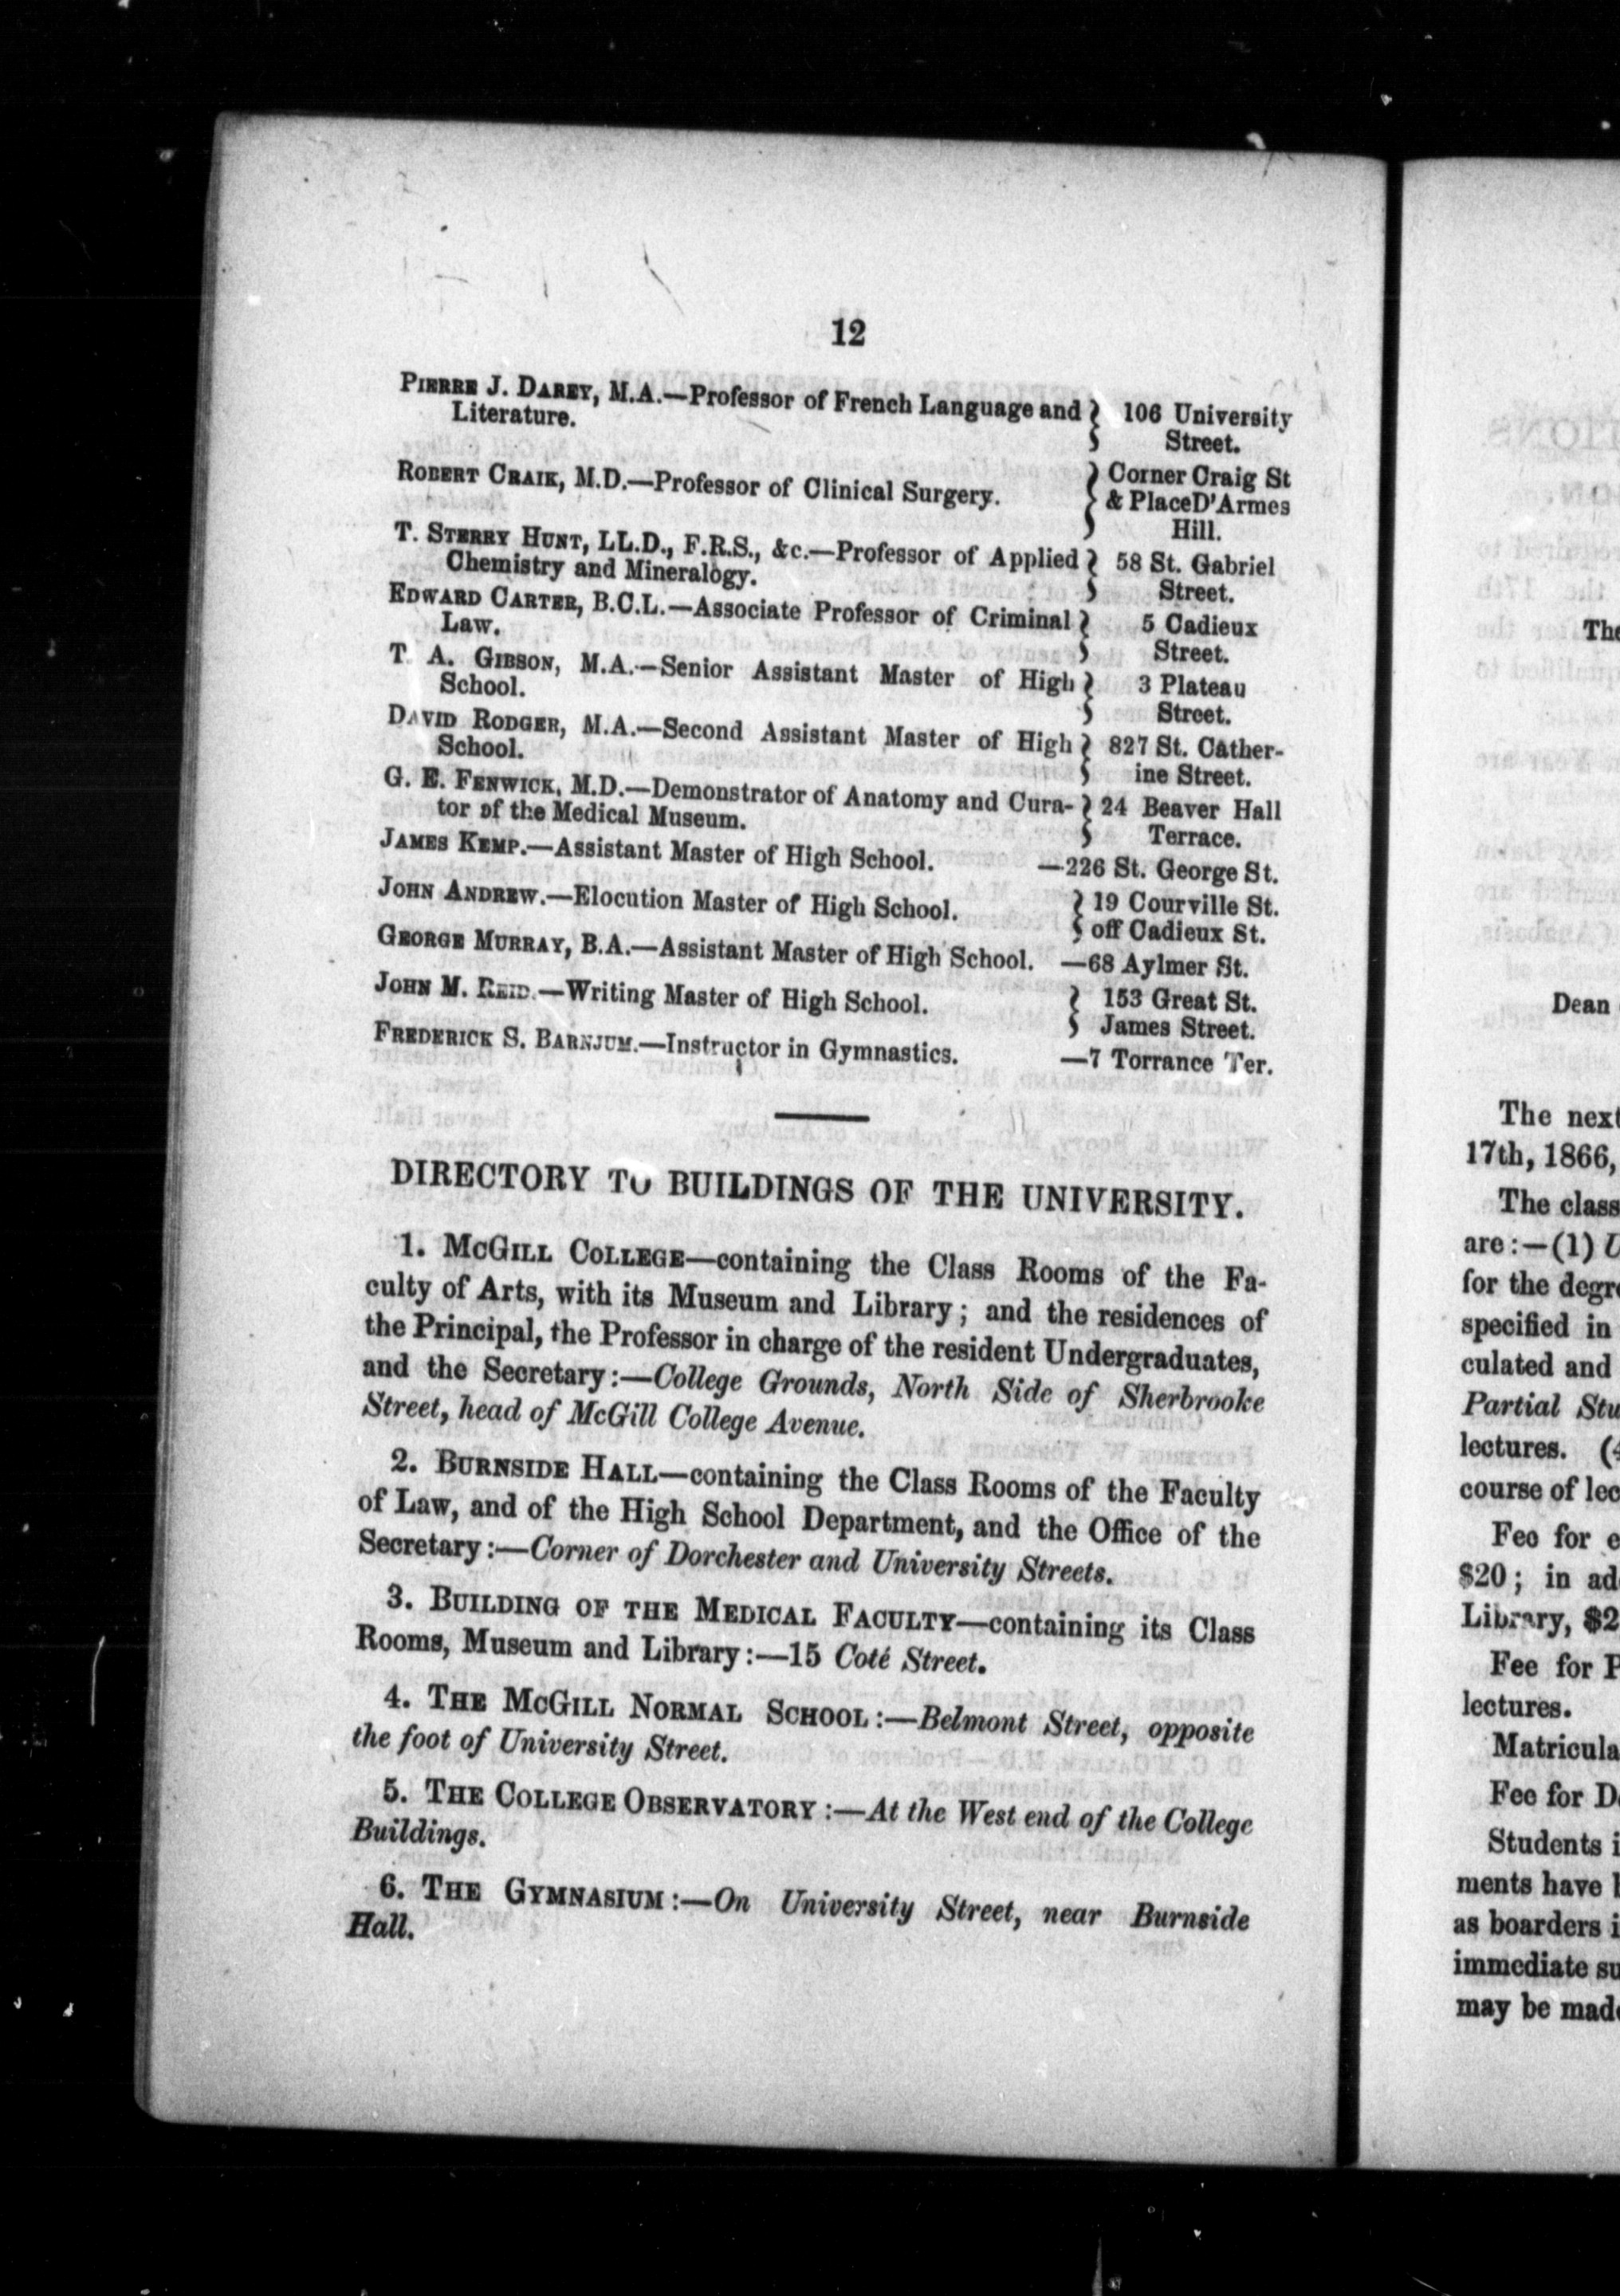 12
PIERRE J. DAREY, M.A.—Professor of French Language and } 106 University
Literature. Street.
ROBERT CRAIK, M.D.—Professor of Clinical Surgery. } Corner Craig St
& PlaceD'Armes
Hill.
T. STERRY HUNT, LL.D., F.R.S., &c.—Professor of Applied } 58 St. Gabriel
Chemistry and Mineralogy. Street.
EDWARD CARTER, B.C.L.—Associate Professor of Criminal } 5 Cadieux
Law. Street.
T. A. GIBSON, M.A.—Senior Assistant Master of High } 3 Plateau
School. Street.
DAVID RODGER, M.A.—Second Assistant Master of High } 827 St. Cather-
School. ine Street.
G. E. FENWICK, M.D.—Demonstrator of Anatomy and Cura- } 24 Beaver Hall
tor of the Medical Museum. Terrace.
JAMES KEMP.—Assistant Master of High School. —226 St. George St.
JOHN ANDREW.—Elocution Master of High School. } 19 Courville St.
off Cadieux St.
GEORGE MURRAY, B.A.—Assistant Master of High School. —68 Aylmer St.
JOHN M. REID.—Writing Master of High School. } 153 Great St.
James Street.
FREDERICK S. BARNJUM.—Instructor in Gymnastics. —7 Torrance Ter.
DIRECTORY TO BUILDINGS OF THE UNIVERSITY.
1. McGILL COLLEGE—containing the Class Rooms of the Fa-
culty of Arts, with its Museum and Library; and the residences of
the Principal, the Professor in charge of the resident Undergraduates,
and the Secretary:—College Grounds, North Side of Sherbrooke
Street, head of McGill College Avenue.
2. BURNSIDE HALL—containing the Class Rooms of the Faculty
of Law, and of the High School Department, and the Office of the
Secretary:—Corner of Dorchester and University Streets.
3. BUILDING OF THE MEDICAL FACULTY—containing its Class
Rooms, Museum and Library:—15 Coté Street.
4. THE McGILL NORMAL SCHOOL:—Belmont Street, opposite
the foot of University Street.
5. THE COLLEGE OBSERVATORY:—At the West end of the College
Buildings.
6. THE GYMNASIUM:—On University Street, near Burnside
Hall.
The
Dean
The next
17th, 1866,
The class
are:—(1)
for the
specified in
culated and
Partial
lectures.
course of
Fee for
$20; in
Library, $2
Fee for
lectures.
Fee for
Students
ments have
as boarders
immediate
may be